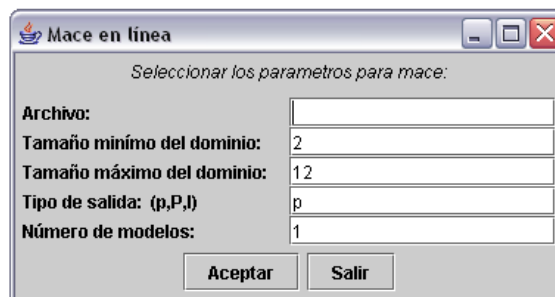 Mace en línea
Seleccionar los parametros para mace:
Archivo:
Tamaño minímo del dominio: 2
Tamaño máximo del dominio: 12
Tipo de salida: (p,P,I) p
Número de modelos: 1
Aceptar Salir